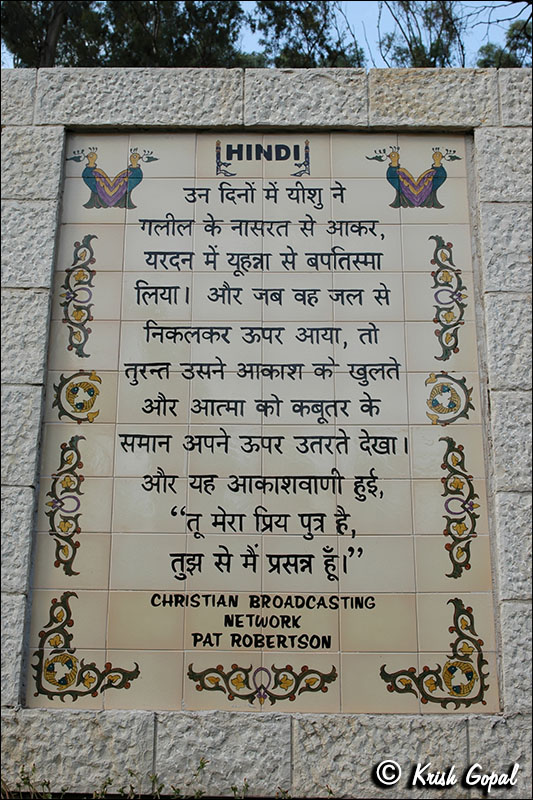 HINDI
उन दिनों में यीशु ने
गलील के नासरत से आकर,
यरदन में यूहन्ना से बपतिस्मा
लिया। और जब वह जल से
निकलकर ऊपर आया, तो
तुरन्त उसने आकाश को खुलते
और आत्मा को कबूतर के
समान अपने ऊपर उतरते देखा।
और यह आकाशवाणी हुई,
“तू मेरा प्रिय पुत्र है,
तुझ से मैं प्रसन्न हूँ।”
CHRISTIAN BROADCASTING
NETWORK
PAT ROBERTSON
© Krish Gopal